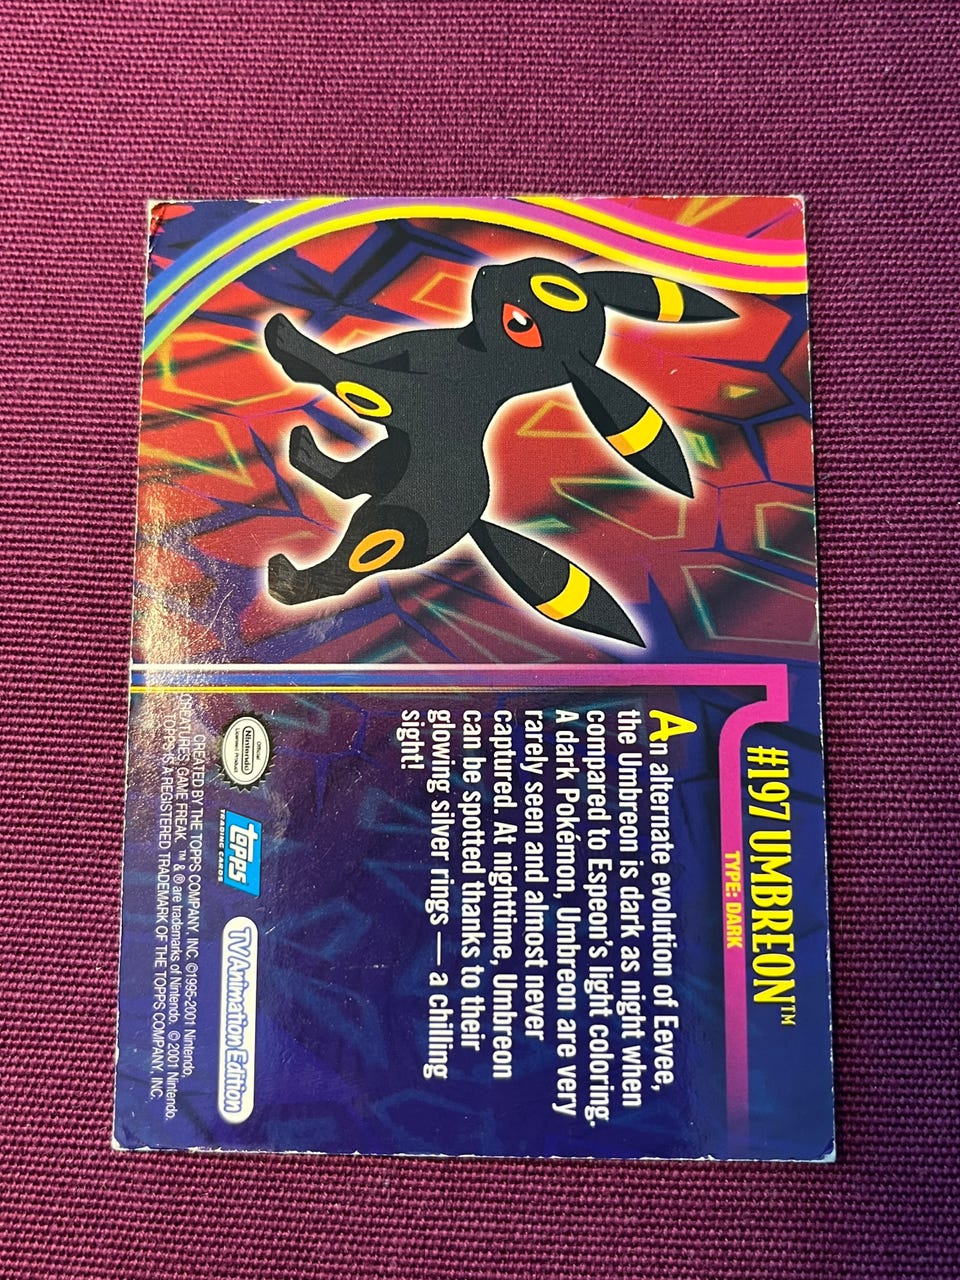 #197 UMBREON™
TYPE: DARK
An alternate evolution of Eevee,
the Umbreon is dark as night when
compared to Espeon's light coloring.
A dark Pokémon, Umbreon are very
rarely seen and almost never
captured. At nighttime, Umbreon
can be spotted thanks to their
glowing silver rings — a chilling
sight!
Official
Nintendo
Licensed Product
topps
TRADING CARDS
TV Animation Edition
CREATED BY THE TOPPS COMPANY, INC. ©1995-2001 Nintendo,
CREATURES, GAME FREAK. ™ & ® are trademarks of Nintendo. © 2001 Nintendo.
TOPPS IS A REGISTERED TRADEMARK OF THE TOPPS COMPANY, INC.